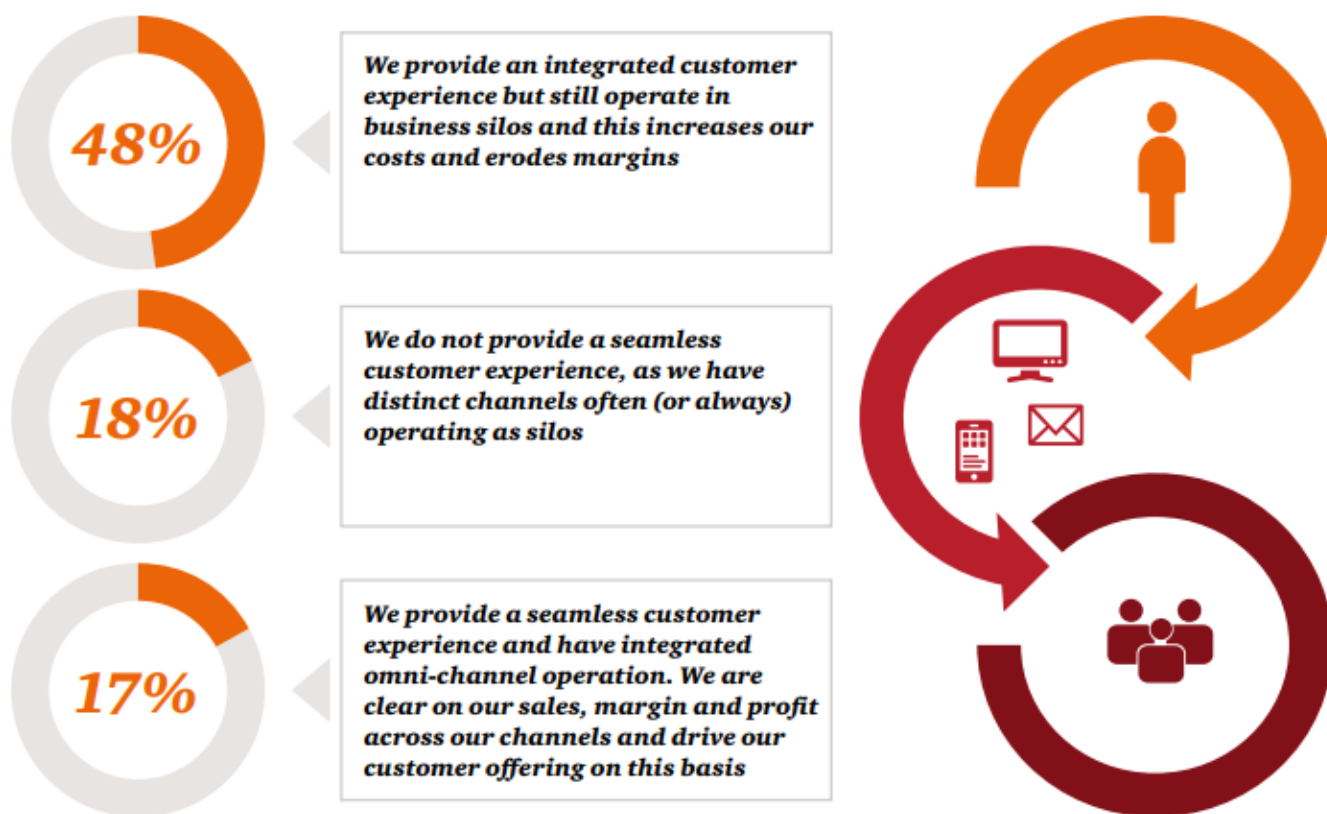 48%
We provide an integrated customer
experience but still operate in
business silos and this increases our
costs and erodes margins
18%
We do not provide a seamless
customer experience, as we have
distinct channels often (or always)
operating as silos
17%
We provide a seamless customer
experience and have integrated
omni-channel operation. We are
clear on our sales, margin and profit
across our channels and drive our
customer offering on this basis